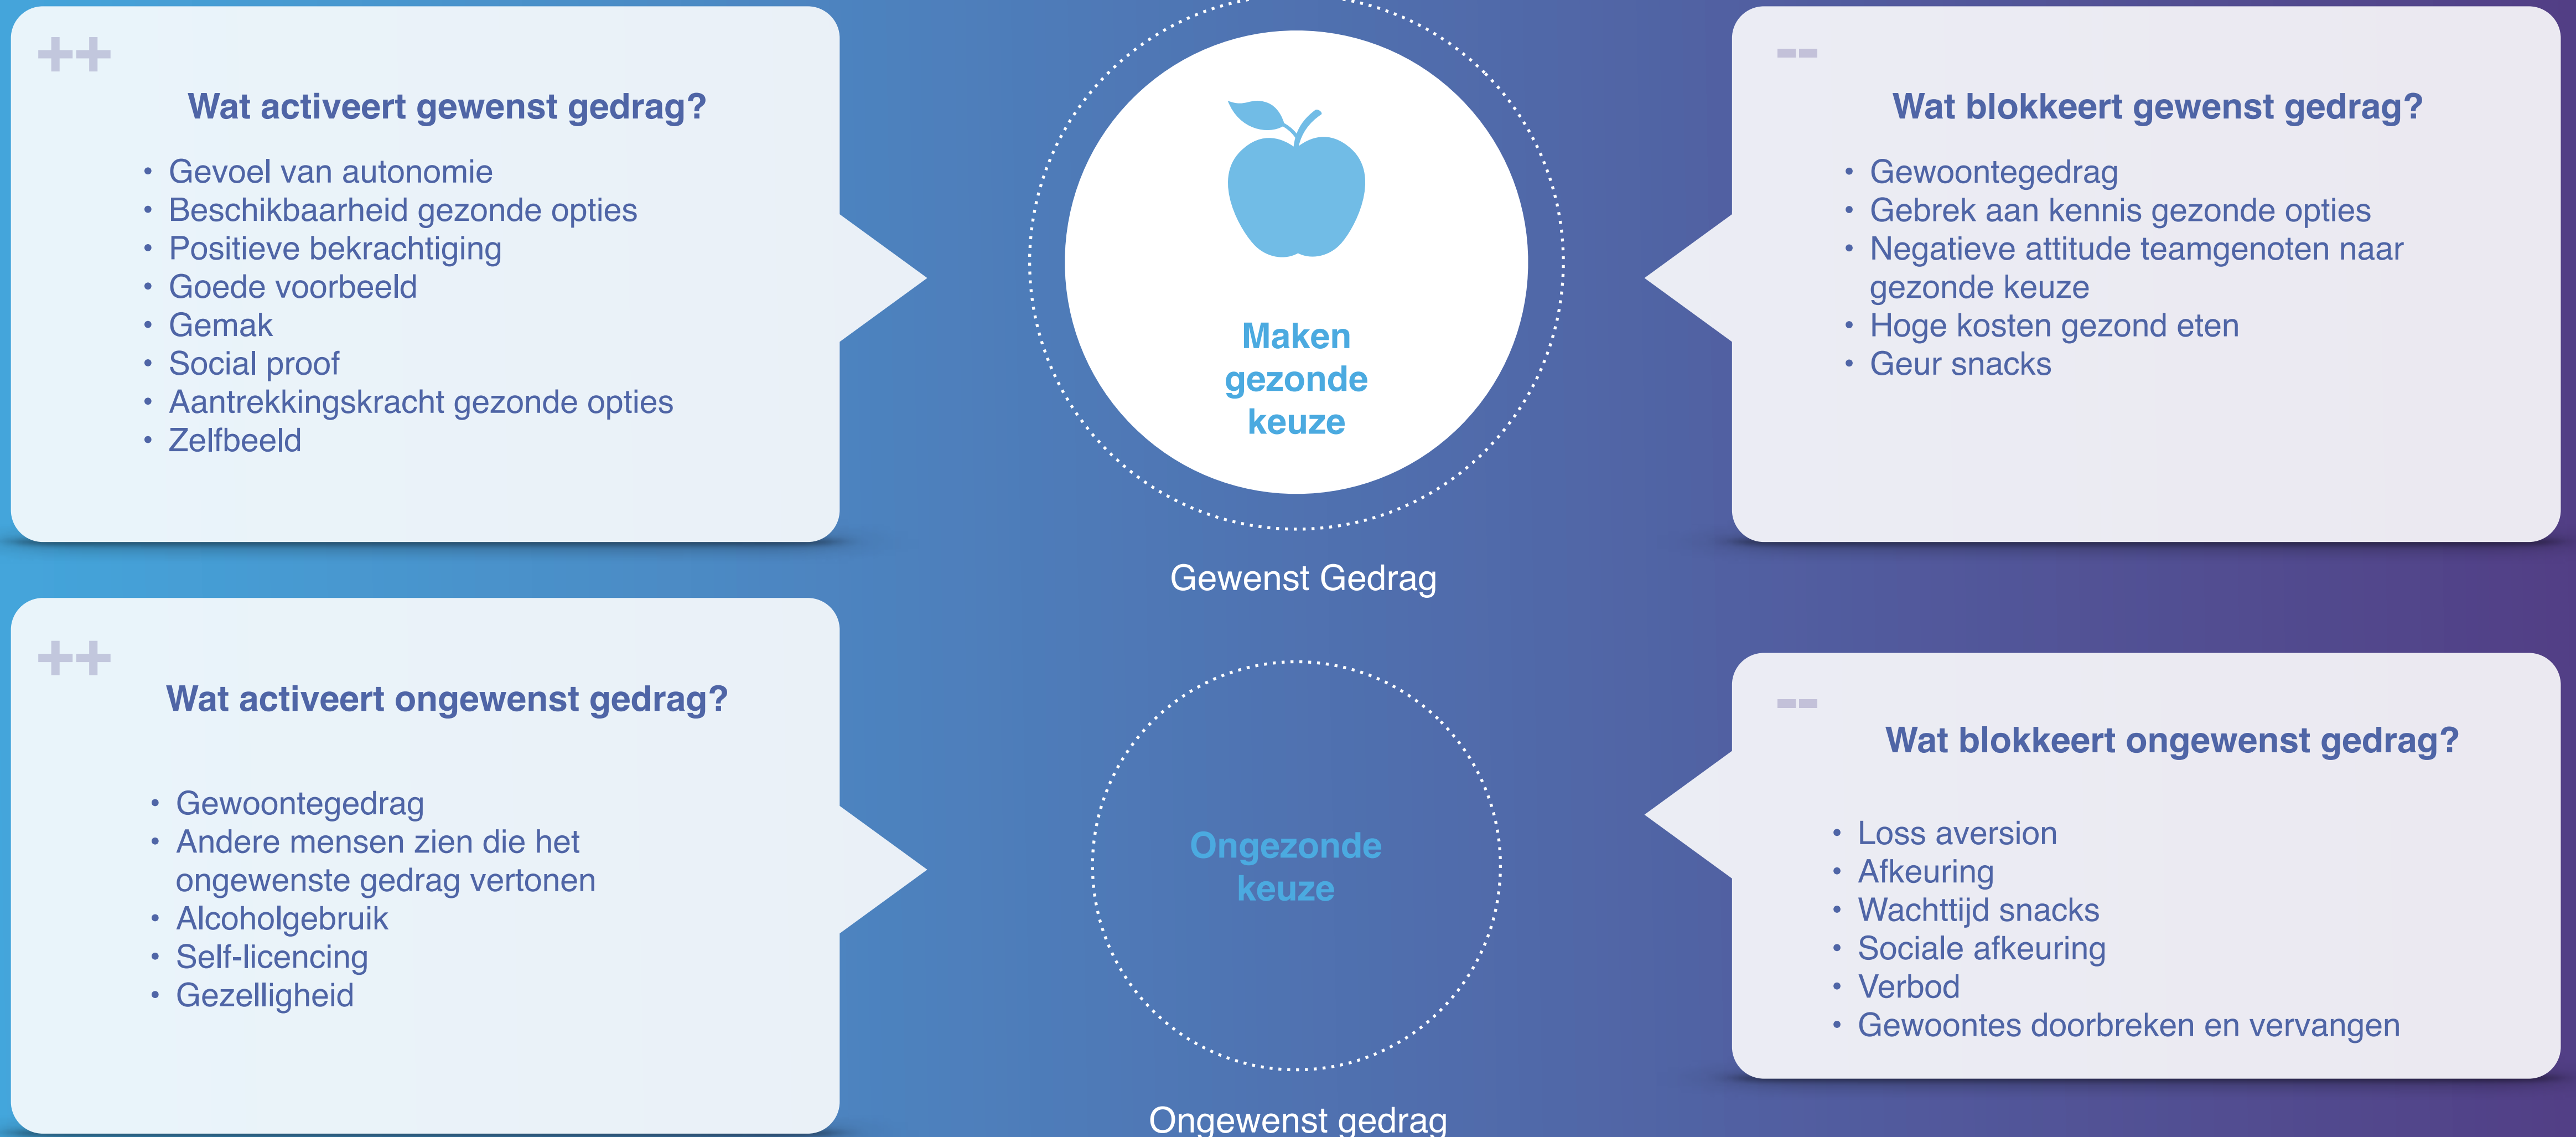 ++
Wat activeert gewenst gedrag?
• Gevoel van autonomie
• Beschikbaarheid gezonde opties
• Positieve bekrachtiging
• Goede voorbeeld
• Gemak
• Social proof
• Aantrekkingskracht gezonde opties
• Zelfbeeld
Maken
gezonde
keuze
Gewenst Gedrag
--
Wat blokkeert gewenst gedrag?
• Gewoontegedrag
• Gebrek aan kennis gezonde opties
• Negatieve attitude teamgenoten naar
gezonde keuze
• Hoge kosten gezond eten
• Geur snacks
++
Wat activeert ongewenst gedrag?
• Gewoontegedrag
• Andere mensen zien die het
ongewenste gedrag vertonen
• Alcoholgebruik
• Self-licencing
• Gezelligheid
Ongezonde
keuze
Ongewenst gedrag
--
Wat blokkeert ongewenst gedrag?
• Loss aversion
• Afkeuring
• Wachttijd snacks
• Sociale afkeuring
• Verbod
• Gewoontes doorbreken en vervangen